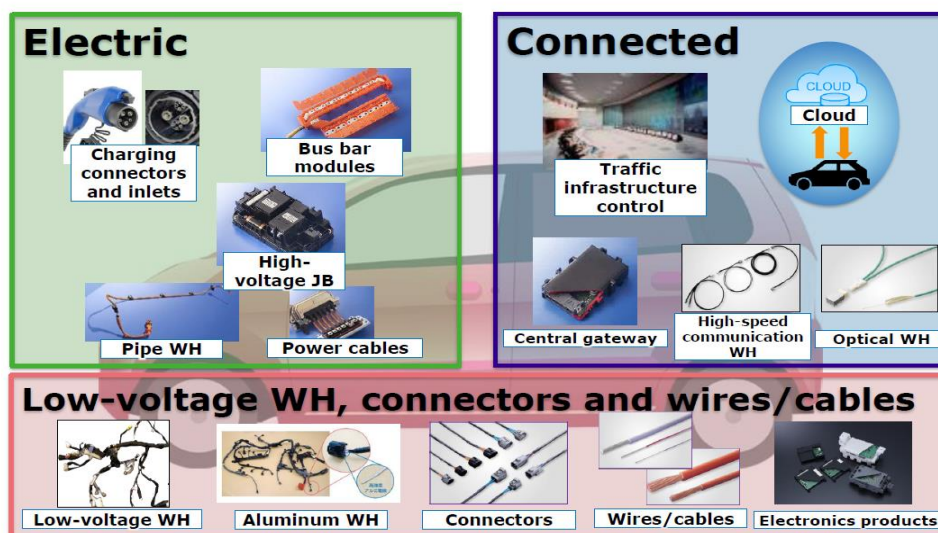 Electric
Charging
connectors
and inlets
Bus bar
modules
High-
voltage JB
Pipe WH
Power cables
Connected
Traffic
infrastructure
control
CLOUD
Cloud
Central gateway
High-speed
communication
WH
Optical WH
Low-voltage WH, connectors and wires/cables
Low-voltage WH
Aluminum WH
Connectors
Wires/cables
Electronics products